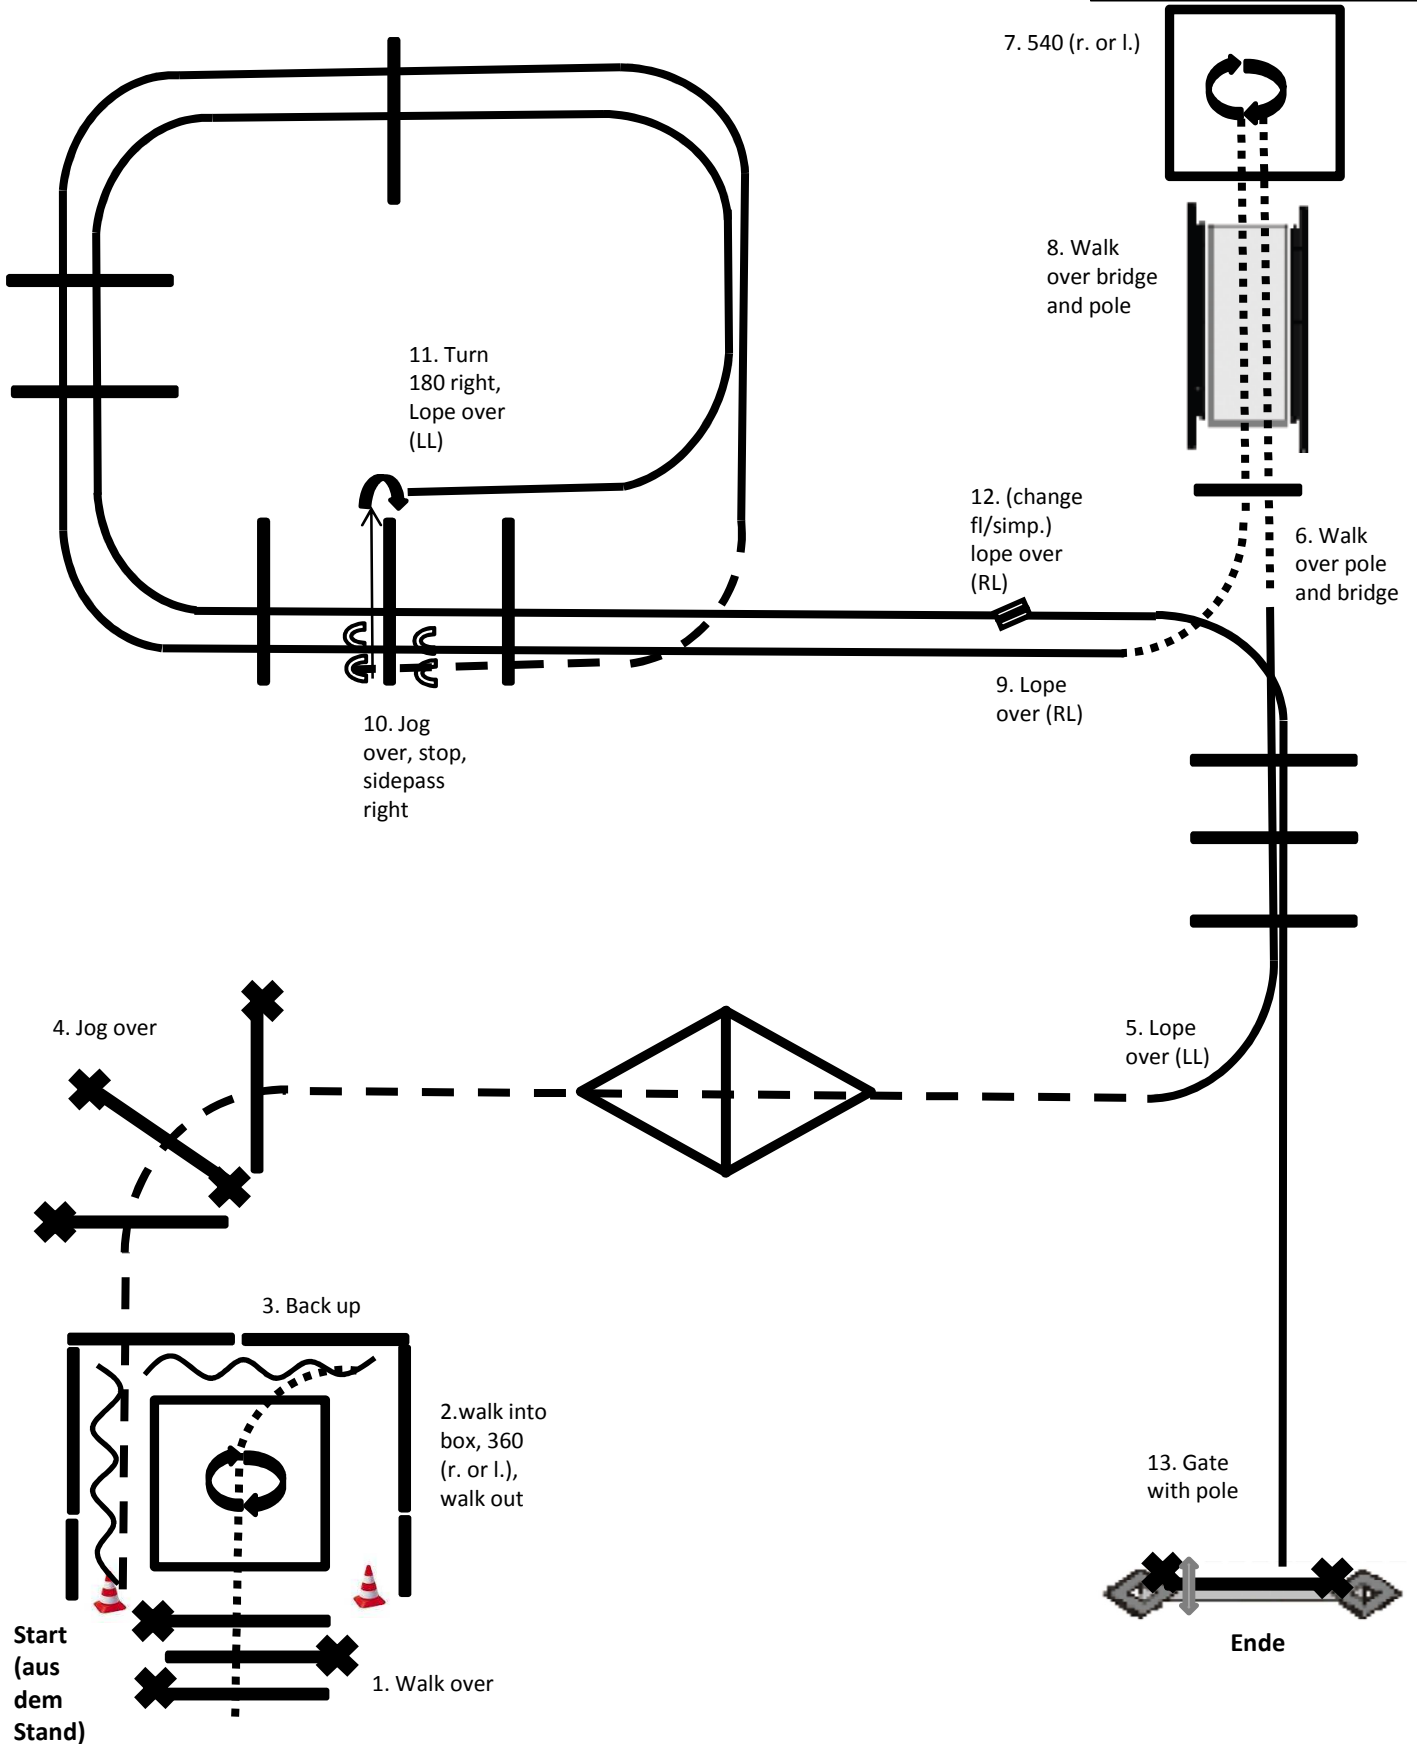 7. 540 (r. or l.)
8. Walk
over bridge
and pole
11. Turn
180 right,
Lope over
(LL)
12. (change
fl/simp.)
lope over
(RL)
6. Walk
over pole
and bridge
9. Lope
over (RL)
10. Jog
over, stop,
sidepass
right
4. Jog over
5. Lope
over (LL)
3. Back up
2.walk into
box, 360
(r. or l.),
walk out
13. Gate
with pole
Start
(aus
dem
Stand)
1. Walk over
Ende